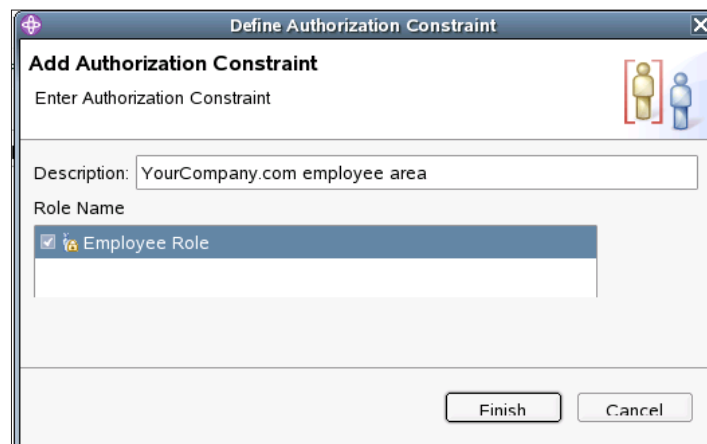 Define Authorization Constraint
Add Authorization Constraint
Enter Authorization Constraint
Description: YourCompany.com employee area
Role Name
Employee Role
Finish Cancel